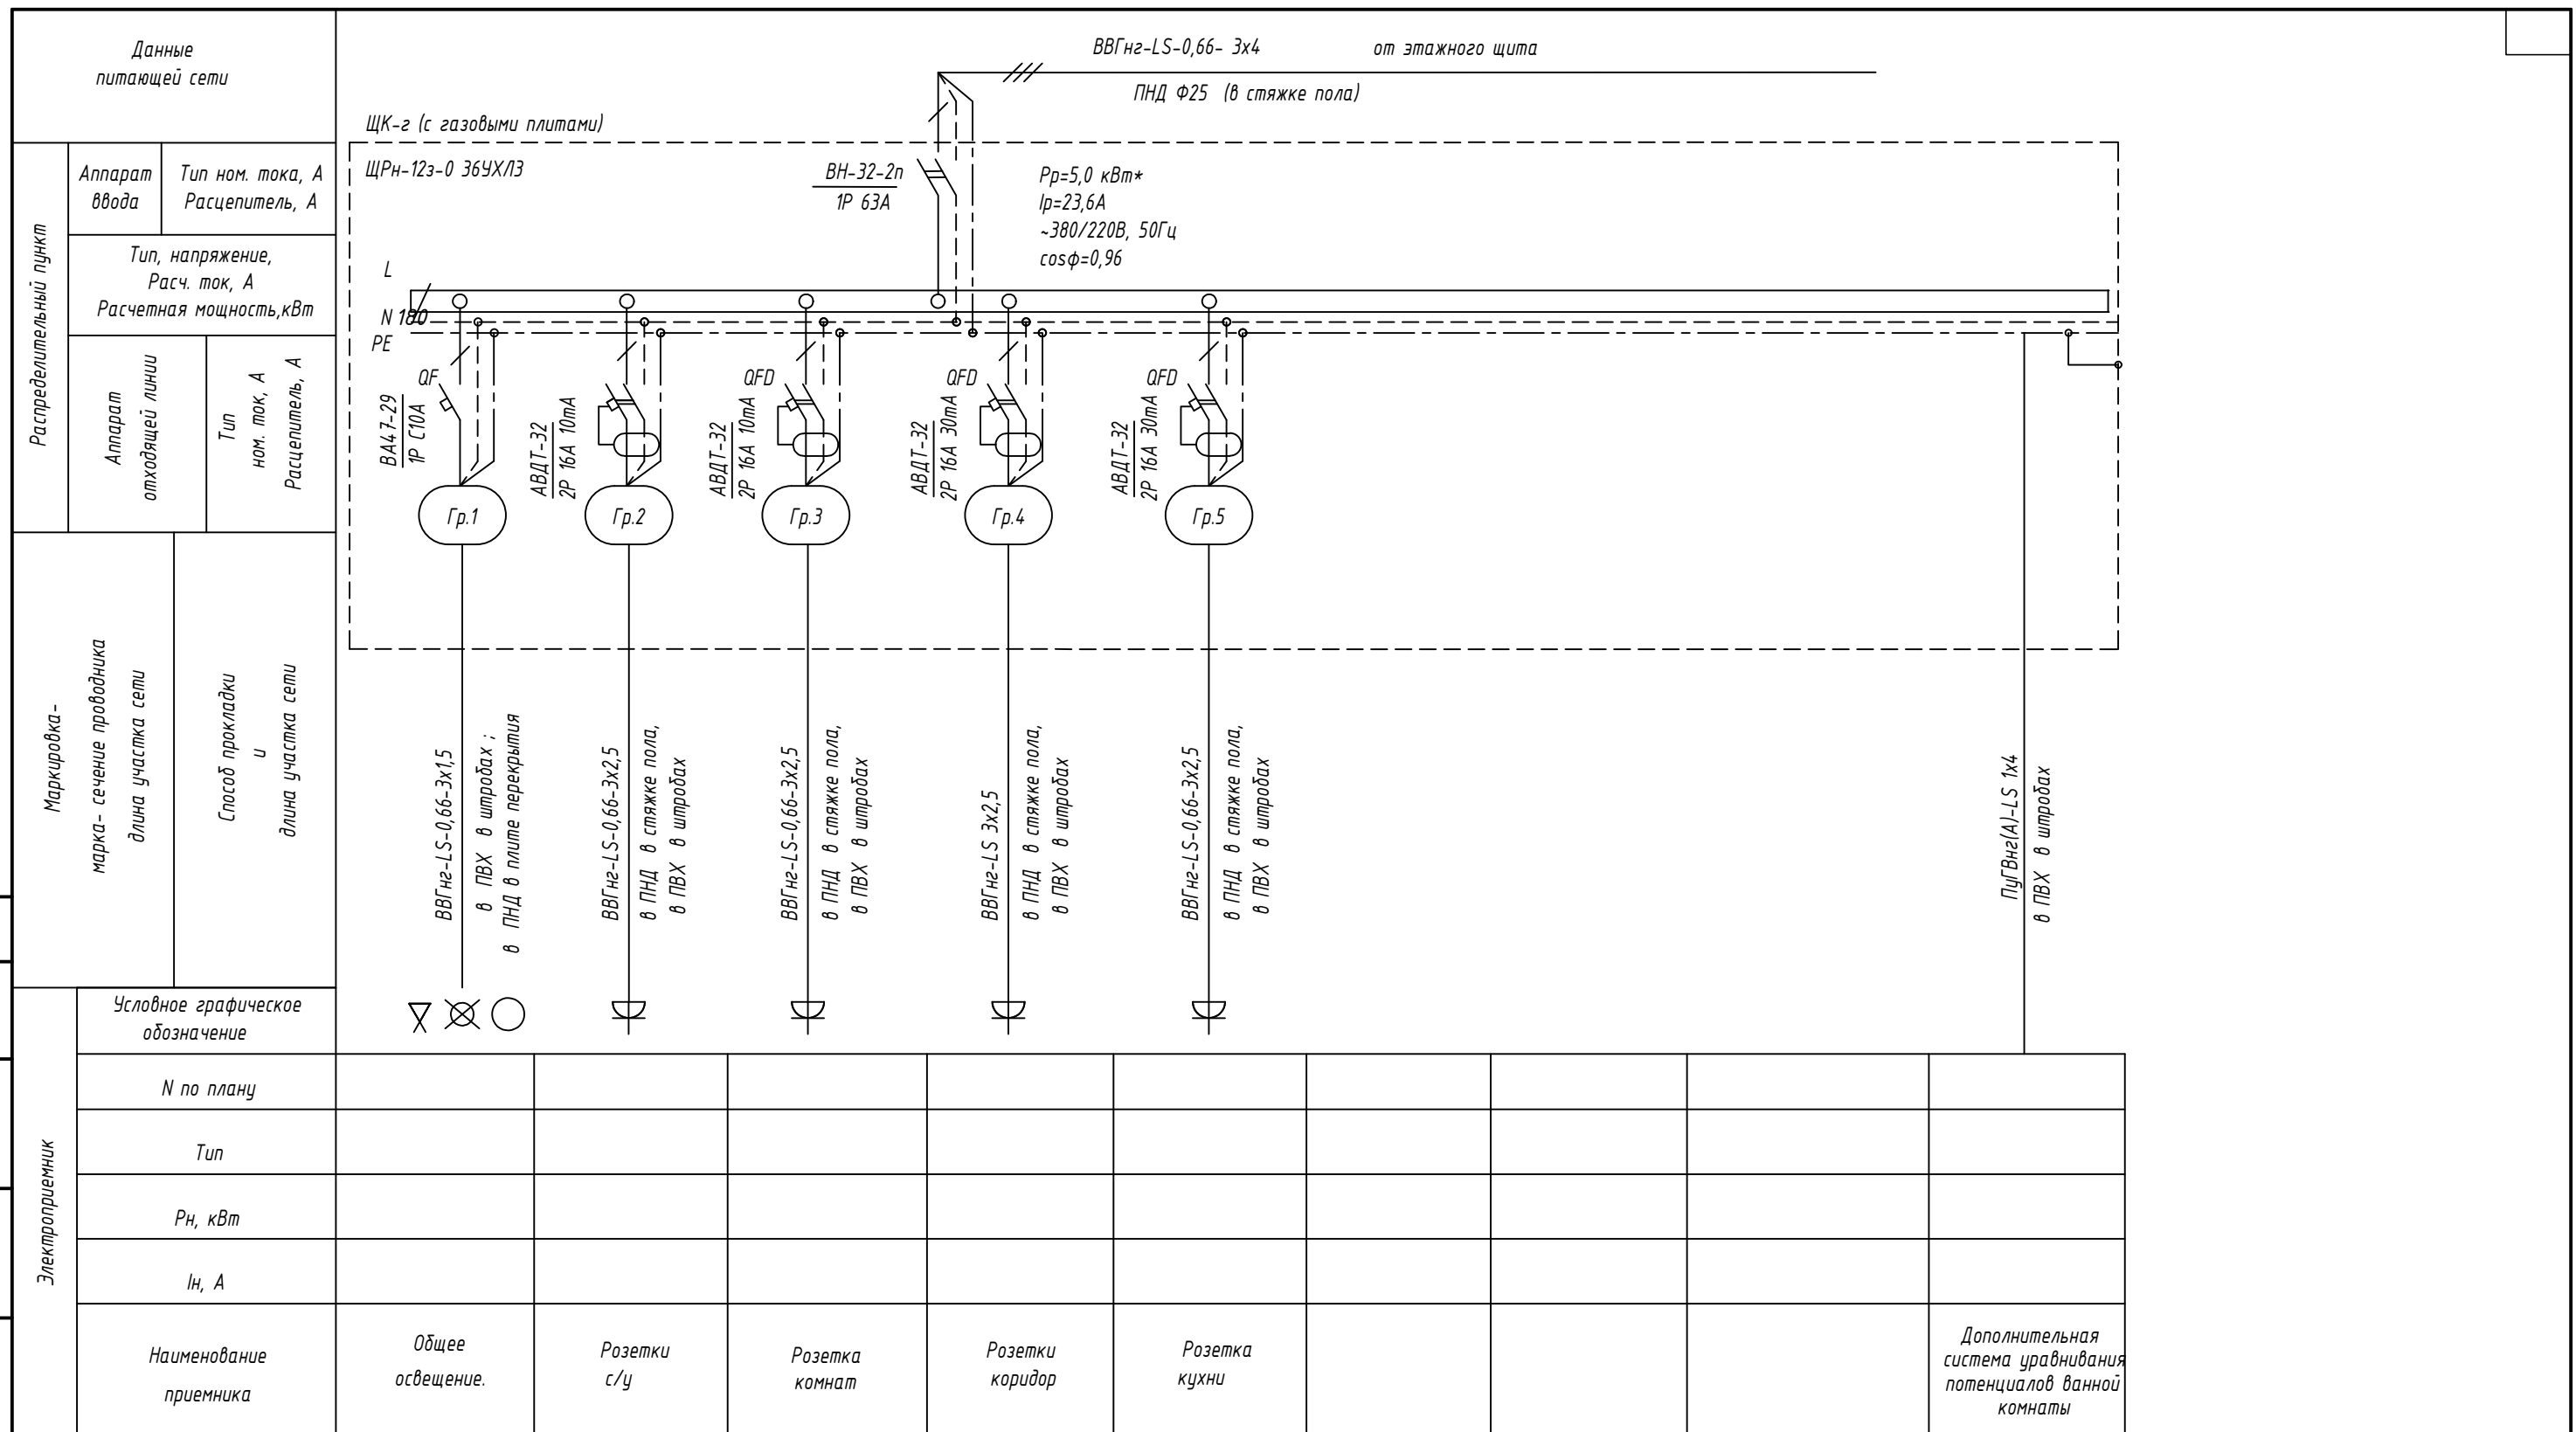 Данные
питающей сети
ВВГнг-LS-0,66- 3х4
от этажного щита
ПНД Ф25 (в стяжке пола)
ЩК-г (с газовыми плитами)
ЩРн-12з-0 36УХЛ3
ВН-32-2п
1Р 63А
Рр=5,0 кВт*
Iр=23,6А
~380/220В, 50Гц
cosφ=0,96
Распределительный пункт
Аппарат
ввода
Тип ном. тока, А
Расцепитель, А
Тип, напряжение,
Расч. ток, А
Расчетная мощность,кВт
Аппарат
отходящей линии
Тип
ном. ток, А
Расцепитель, А
L
N 180
PE
QF
ВА47-29
1Р С10А
АВДТ-32
2Р 16А 10mA
QFD
АВДТ-32
2Р 16А 10mA
QFD
АВДТ-32
2Р 16А 30mA
QFD
АВДТ-32
2Р 16А 30mA
Гр.1
Гр.2
Гр.3
Гр.4
Гр.5
Маркировка-
марка- сечение проводника
длина участка сети
Способ прокладки
и
длина участка сети
ВВГнг-LS-0,66-3х1,5
в ПВХ в штробах ;
в ПНД в плите перекрытия
ВВГнг-LS-0,66-3х2,5
в ПНД в стяжке пола,
в ПВХ в штробах
ВВГнг-LS-0,66-3х2,5
в ПНД в стяжке пола,
в ПВХ в штробах
ВВГнг-LS 3х2,5
в ПНД в стяжке пола,
в ПВХ в штробах
ВВГнг-LS-0,66-3х2,5
в ПНД в стяжке пола,
в ПВХ в штробах
ПуГВнг(А)-LS 1х4
в ПВХ в штробах
Электроприемник
Условное графическое
обозначение
N по плану
Тип
Рн, кВт
Iн, А
Наименование
приемника
Общее
освещение.
Розетки
с/у
Розетка
комнат
Розетки
коридор
Розетка
кухни
Дополнительная
система уравнивания
потенциалов ванной
комнаты